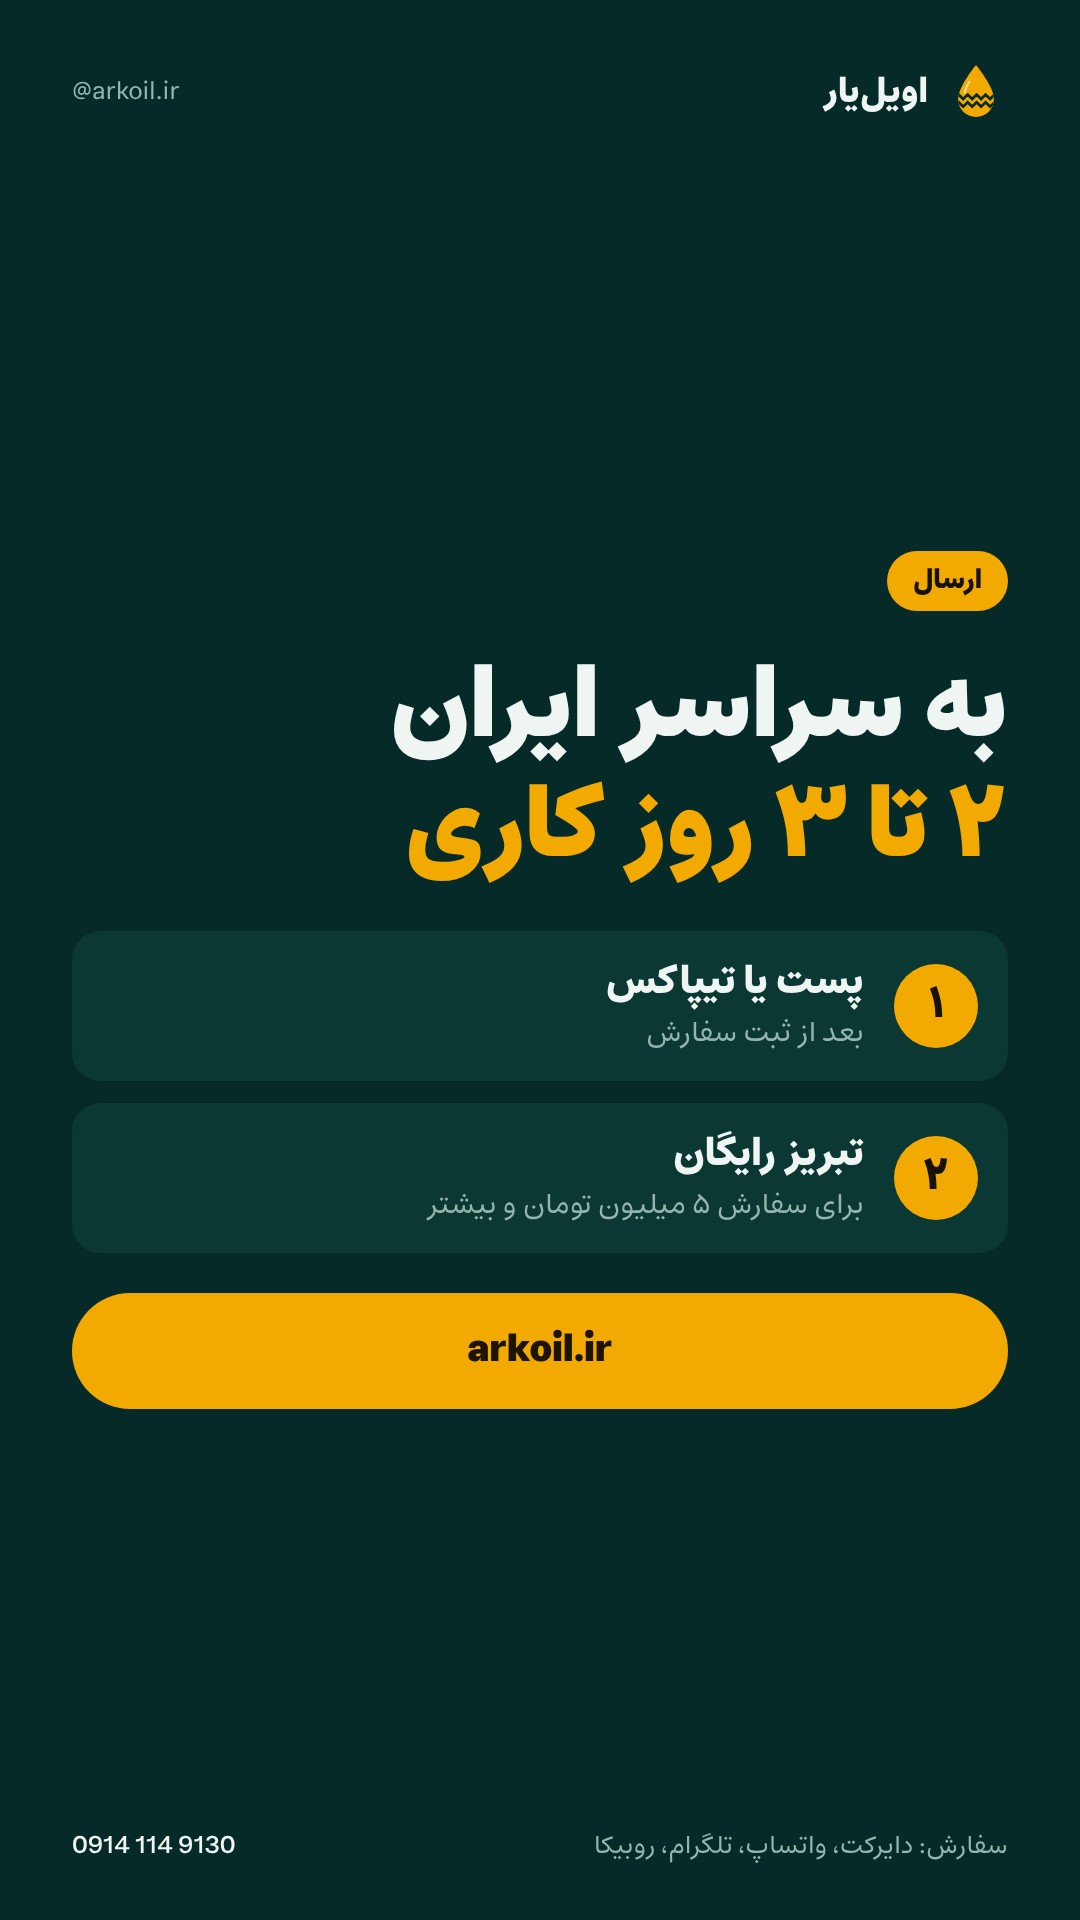 اویل‌یار
@arkoil.ir
ارسال
به سراسر ایران
۲ تا ۳ روز کاری
۱
پست یا تیپاکس
بعد از ثبت سفارش
۲
تبریز رایگان
برای سفارش ۵ میلیون تومان و بیشتر
arkoil.ir
سفارش: دایرکت، واتساپ، تلگرام، روبیکا
0914 114 9130